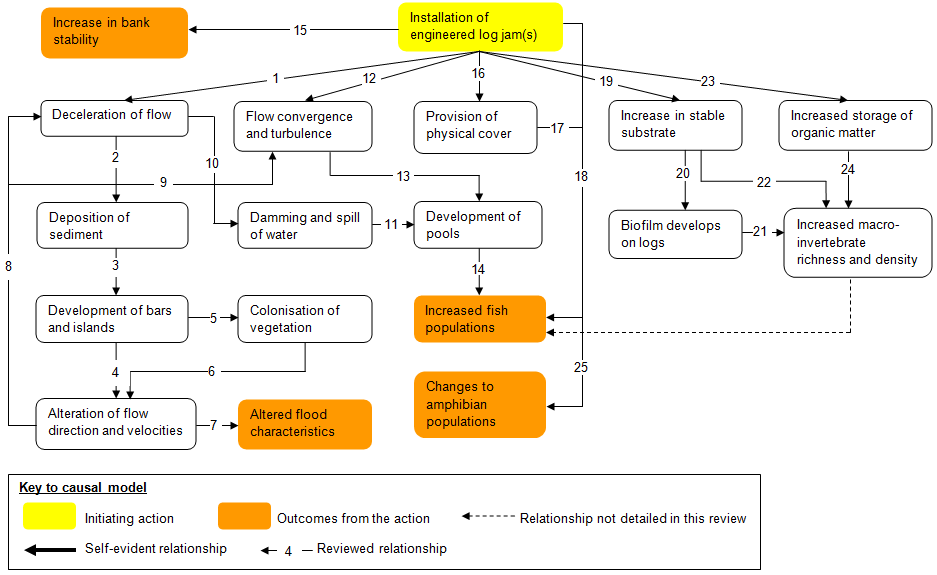 Increase in bank
stability
15
Installation of
engineered log jam(s)
1
12
16
19
23
Deceleration of flow
Flow convergence
and turbulence
Provision of
physical cover
17
Increase in stable
substrate
Increased storage of
organic matter
2
10
9
13
18
20
22
24
Deposition of
sediment
Damming and spill
of water
11
Development of
pools
Biofilm develops
on logs
21
Increased macro-
invertebrate
richness and density
8
3
14
Development of bars
and islands
5
Colonisation of
vegetation
Increased fish
populations
4
6
25
Alteration of flow
direction and velocities
7
Altered flood
characteristics
Changes to
amphibian
populations
Key to causal model
Initiating action
Outcomes from the action
Relationship not detailed in this review
Self-evident relationship
4
Reviewed relationship